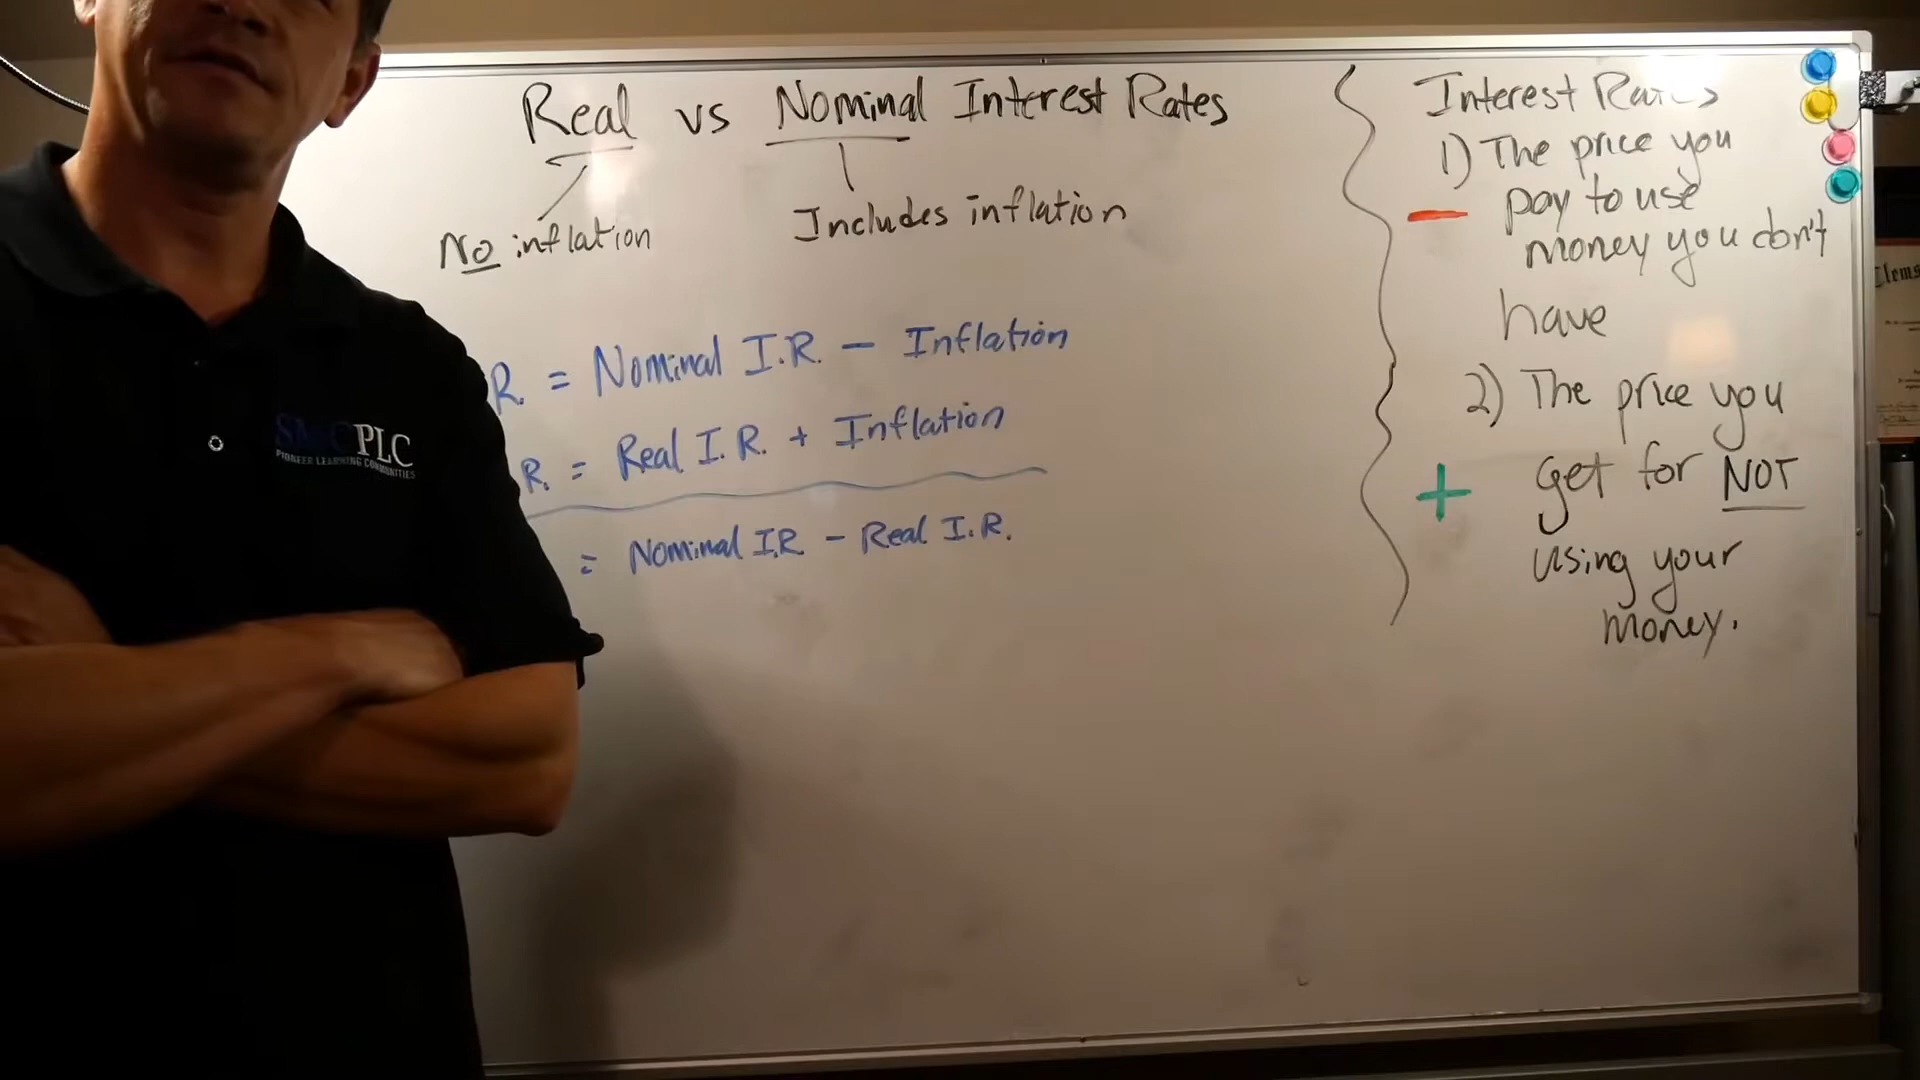 Real vs Nominal Interest Rates
No inflation
Includes inflation
R. = Nominal I.R. - Inflation
R. = Real I.R. + Inflation
= Nominal I.R - Real I.R.
Interest Rates
1) The price you
- pay to use
money you don't
have
2) The price you
+ get for NOT
using your
money.
PLC
PIONEER LEARNING COMMUNITIES
Clems